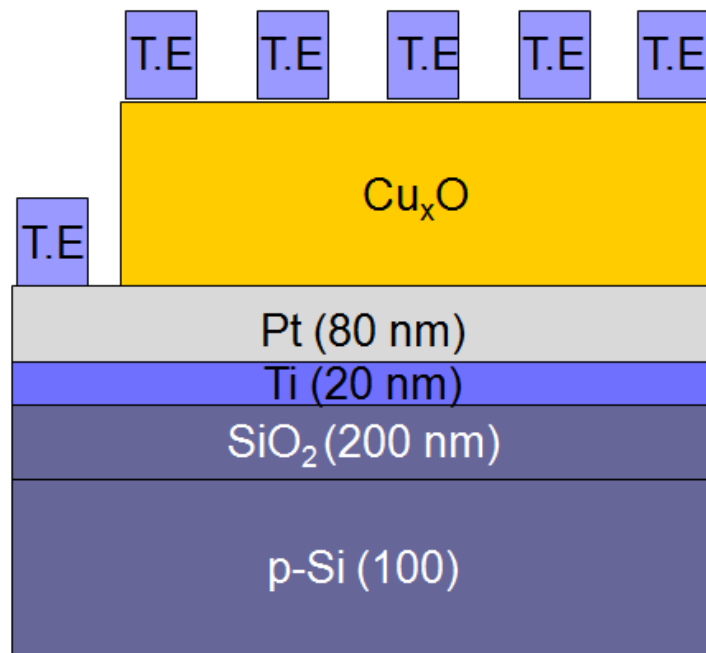 T.E T.E T.E T.E T.E
CuₓO
T.E
Pt (80 nm)
Ti (20 nm)
SiO₂ (200 nm)
p-Si (100)